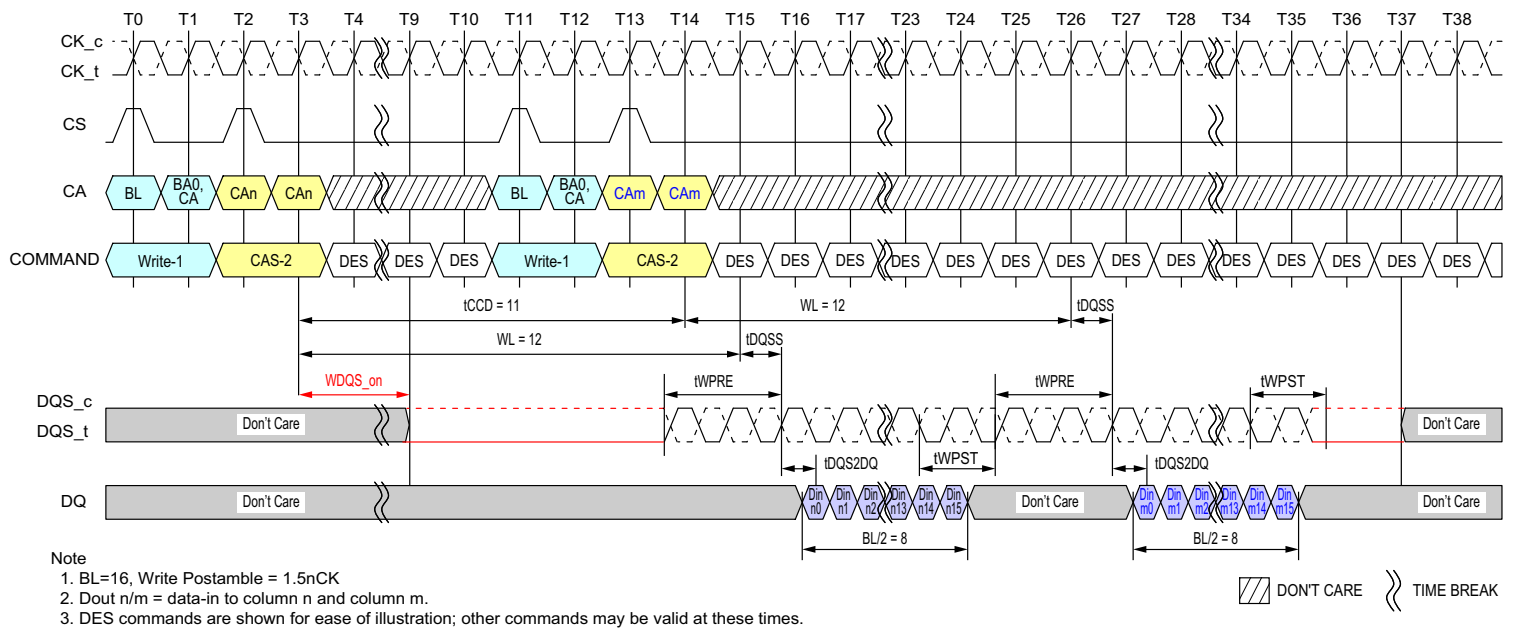 T0 T1 T2 T3 T4 T9 T10 T11 T12 T13 T14 T15 T16 T17 T23 T24 T25 T26 T27 T28 T34 T35 T36 T37 T38
CK_c
CK_t
CS
CA BL BA0, CA CAn CAn BL BA0, CA CAm CAm
COMMAND Write-1 CAS-2 DES DES DES Write-1 CAS-2 DES DES DES DES DES DES DES DES DES DES DES DES DES DES
tCCD = 11 WL = 12 tDQSS
WL = 12 tDQSS
WDQS_on tWPRE tWPRE tWPST
DQS_c
DQS_t Don't Care Don't Care
tDQS2DQ tWPST tDQS2DQ
DQ Don't Care Din n0 Din n1 Din n2 Din n13 Din n14 Din n15 Don't Care Din m0 Din m1 Din m2 Din m13 Din m14 Din m15 Don't Care
BL/2 = 8 BL/2 = 8
Note
1. BL=16, Write Postamble = 1.5nCK
2. Dout n/m = data-in to column n and column m.
3. DES commands are shown for ease of illustration; other commands may be valid at these times.
DON'T CARE TIME BREAK